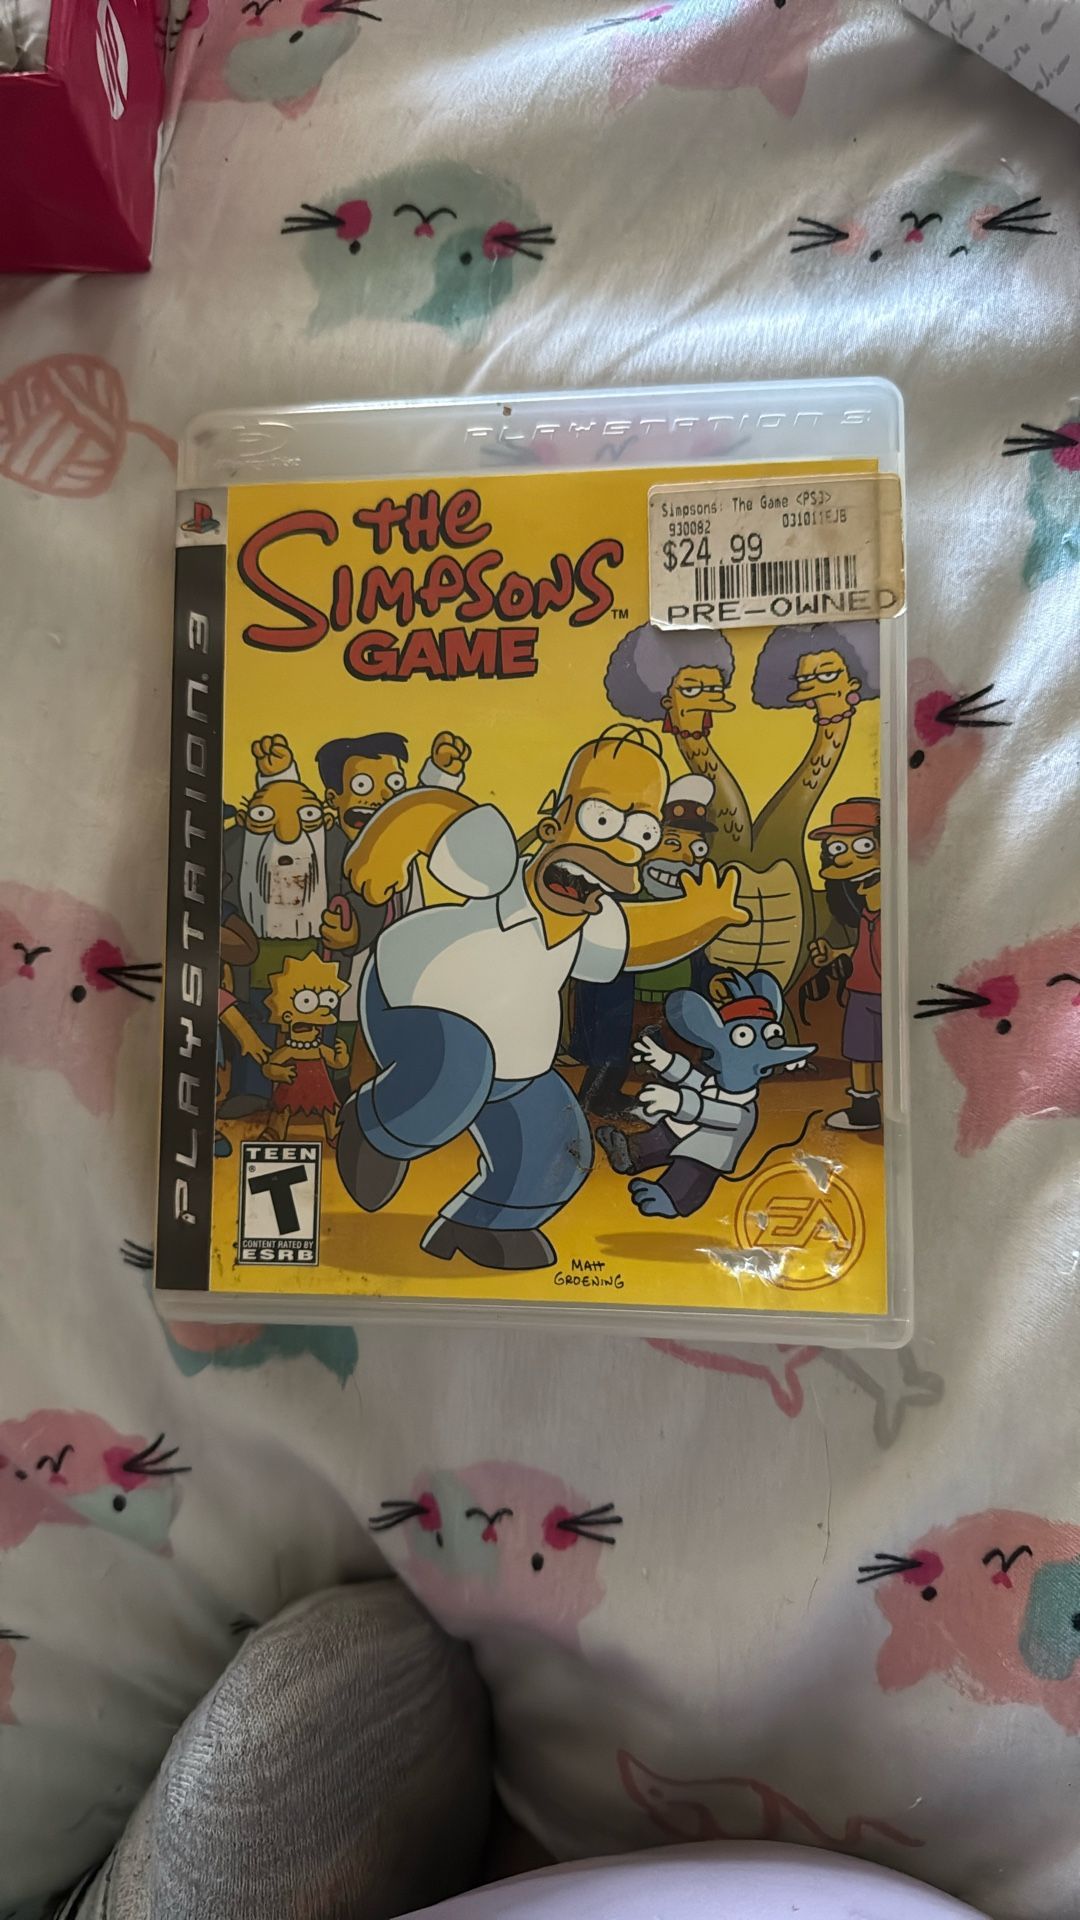 PLAYSTATION 3
Simpsons: The Game <PS3>
930082 031011EJB
$24.99
PRE-OWNED
THE
SIMPSONS™
GAME
PLAYSTATION 3
TEEN
T
CONTENT RATED BY
ESRB
MATT
GROENING
EA